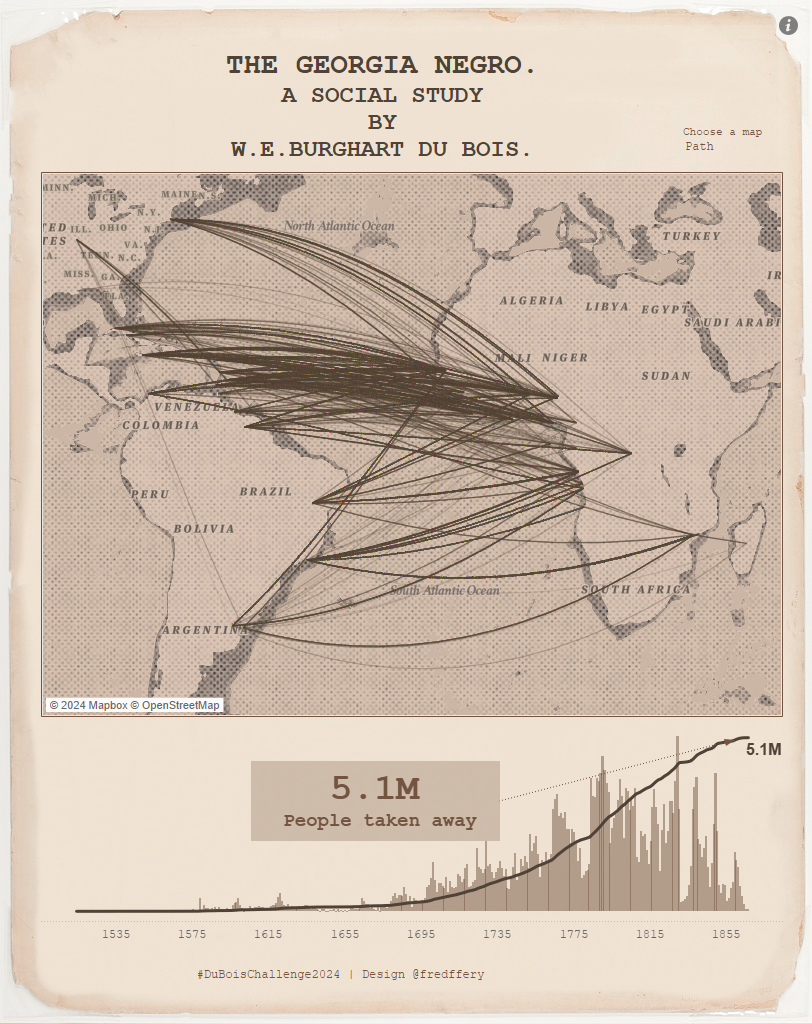 THE GEORGIA NEGRO.
A SOCIAL STUDY
BY
W.E.BURGHART DU BOIS.
Choose a map
Path
MINN.
MICH.
MAINE
N.S.
N.Y.
North Atlantic Ocean
TED
ILL.
OHIO
N.J.
TURKEY
TES
VA.
LA.
TENN.
N.C.
MISS.
GA.
IR
FLA.
ALGERIA
LIBYA
EGYPT
SAUDI ARABI
MALI
NIGER
SUDAN
VENEZUELA
COLOMBIA
PERU
BRAZIL
BOLIVIA
South Atlantic Ocean
SOUTH AFRICA
ARGENTINA
© 2024 Mapbox © OpenStreetMap
5.1M
5.1M
People taken away
1535 1575 1615 1655 1695 1735 1775 1815 1855
#DuBoisChallenge2024 | Design @fredffery